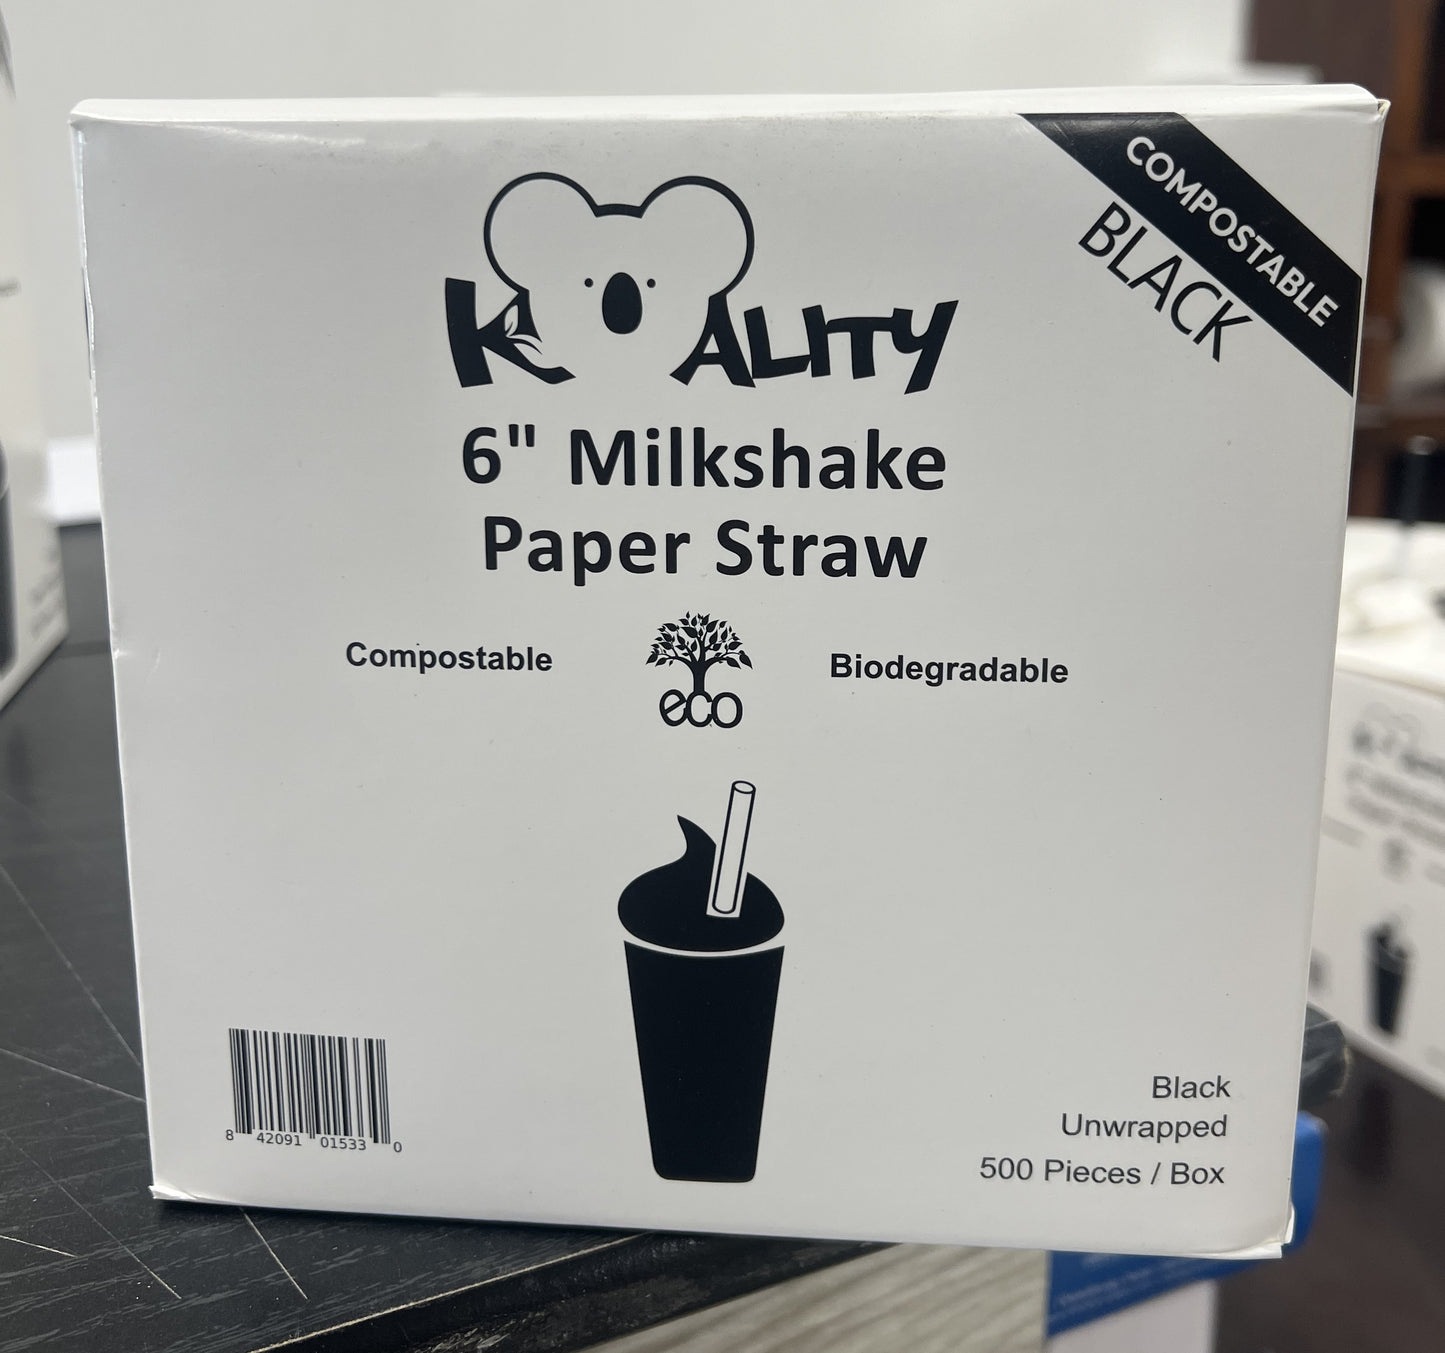 COMPOSTABLE
BLACK
KOALITY
6" Milkshake
Paper Straw
Compostable
eco
Biodegradable
8 42091 01533 0
Black
Unwrapped
500 Pieces / Box